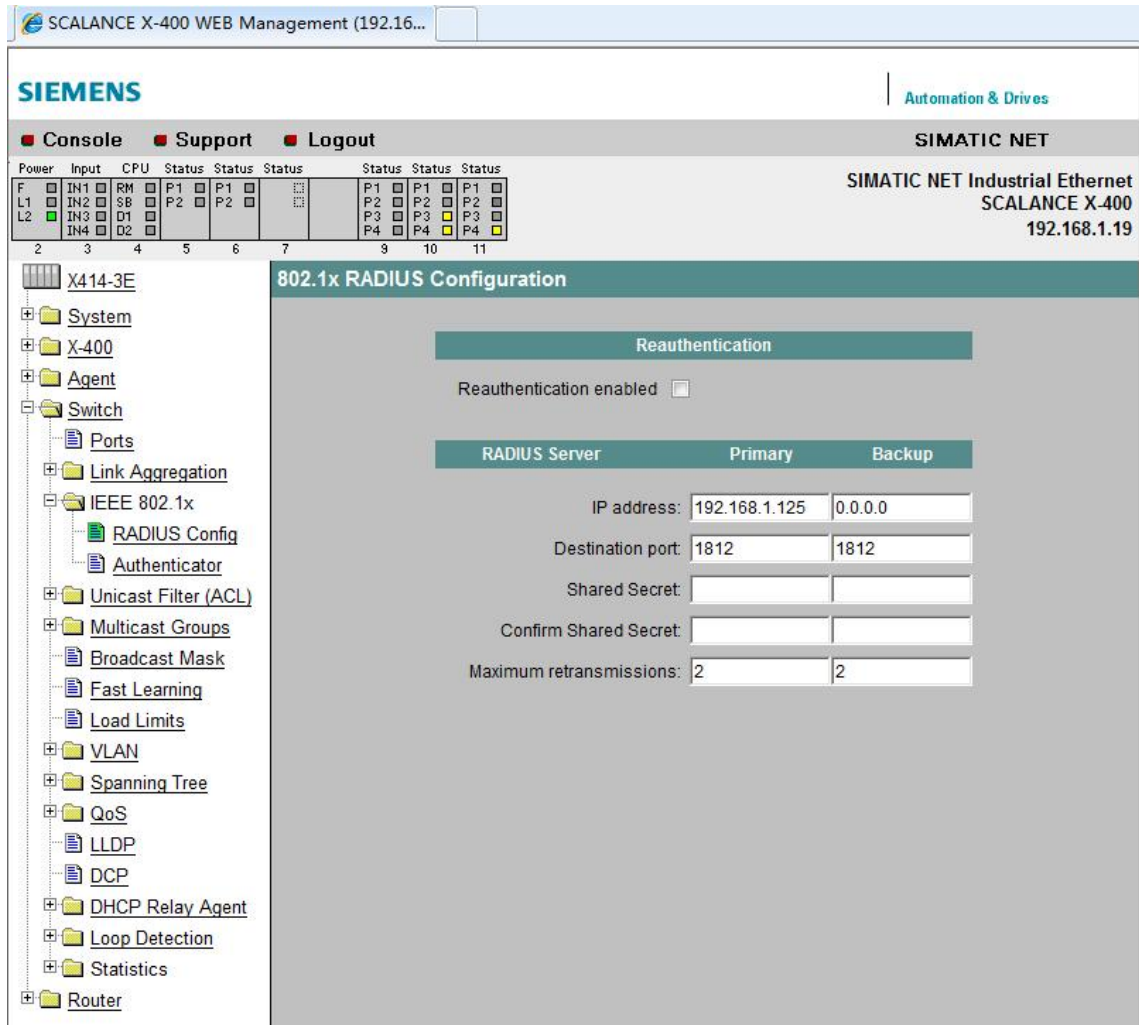 SCALANCE X-400 WEB Management (192.16...
SIEMENS
Automation & Drives
Console Support Logout
SIMATIC NET
Power Input CPU Status Status Status Status Status Status
F IN1 RM P1 P1 P1 P1 P1
L1 IN2 SB P2 P2 P2 P2 P2
L2 IN3 D1 P3 P3 P3
IN4 D2 P4 P4 P4
2 3 4 5 6 7 9 10 11
SIMATIC NET Industrial Ethernet
SCALANCE X-400
192.168.1.19
X414-3E
System
X-400
Agent
Switch
Ports
Link Aggregation
IEEE 802.1x
RADIUS Config
Authenticator
Unicast Filter (ACL)
Multicast Groups
Broadcast Mask
Fast Learning
Load Limits
VLAN
Spanning Tree
QoS
LLDP
DCP
DHCP Relay Agent
Loop Detection
Statistics
Router
802.1x RADIUS Configuration
Reauthentication
Reauthentication enabled
RADIUS Server Primary Backup
IP address: 192.168.1.125 0.0.0.0
Destination port: 1812 1812
Shared Secret:
Confirm Shared Secret:
Maximum retransmissions: 2 2